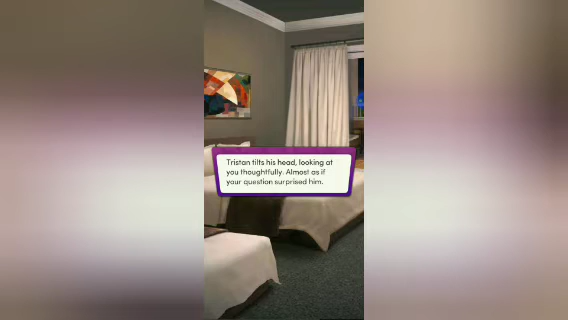 Tristan tilts his head, looking at
you thoughtfully. Almost as if
your question surprised him.